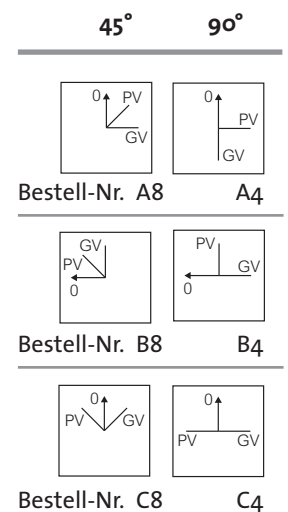 45° 90°
0 PV 0
GV PV
GV
Bestell-Nr. A8 A4
GV PV
PV GV
0 0
Bestell-Nr. B8 B4
0 0
PV GV PV GV
Bestell-Nr. C8 C4